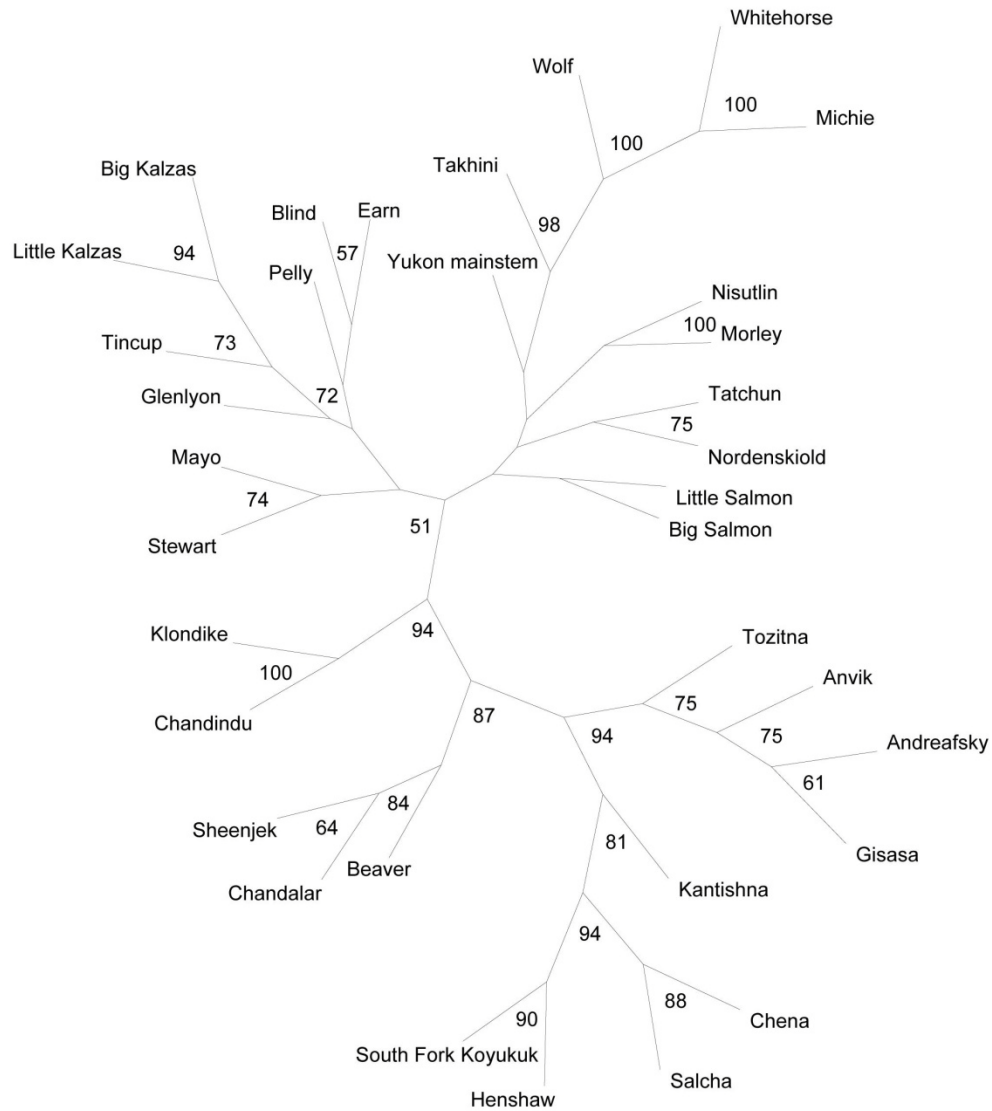 Whitehorse
Wolf
100
100
Michie
Takhini
Big Kalzas
Blind
Earn
98
94
57
Little Kalzas
Pelly
Yukon mainstem
Nisutlin
100
Morley
Tincup
73
Tatchun
72
Glenlyon
75
Nordenskiold
Mayo
74
Little Salmon
51
Big Salmon
Stewart
Klondike
94
Tozitna
100
Anvik
Chandindu
87
94
75
75
Andreafsky
61
84
Sheenjek
64
Beaver
Gisasa
81
Chandalar
Kantishna
94
88
90
Chena
South Fork Koyukuk
Salcha
Henshaw